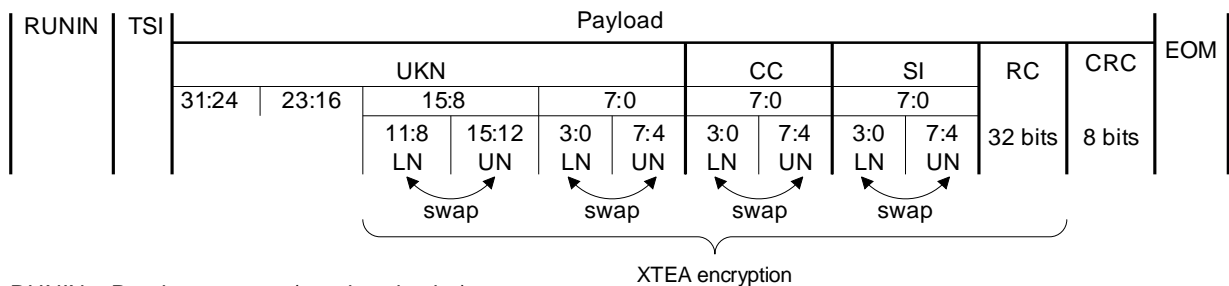 Payload
RUNIN TSI EOM
UKN CC SI RC CRC
31:24 23:16 15:8 7:0 7:0 7:0
11:8 15:12 3:0 7:4 3:0 7:4 3:0 7:4 32 bits 8 bits
LN UN LN UN LN UN LN UN
swap swap swap swap
XTEA encryption